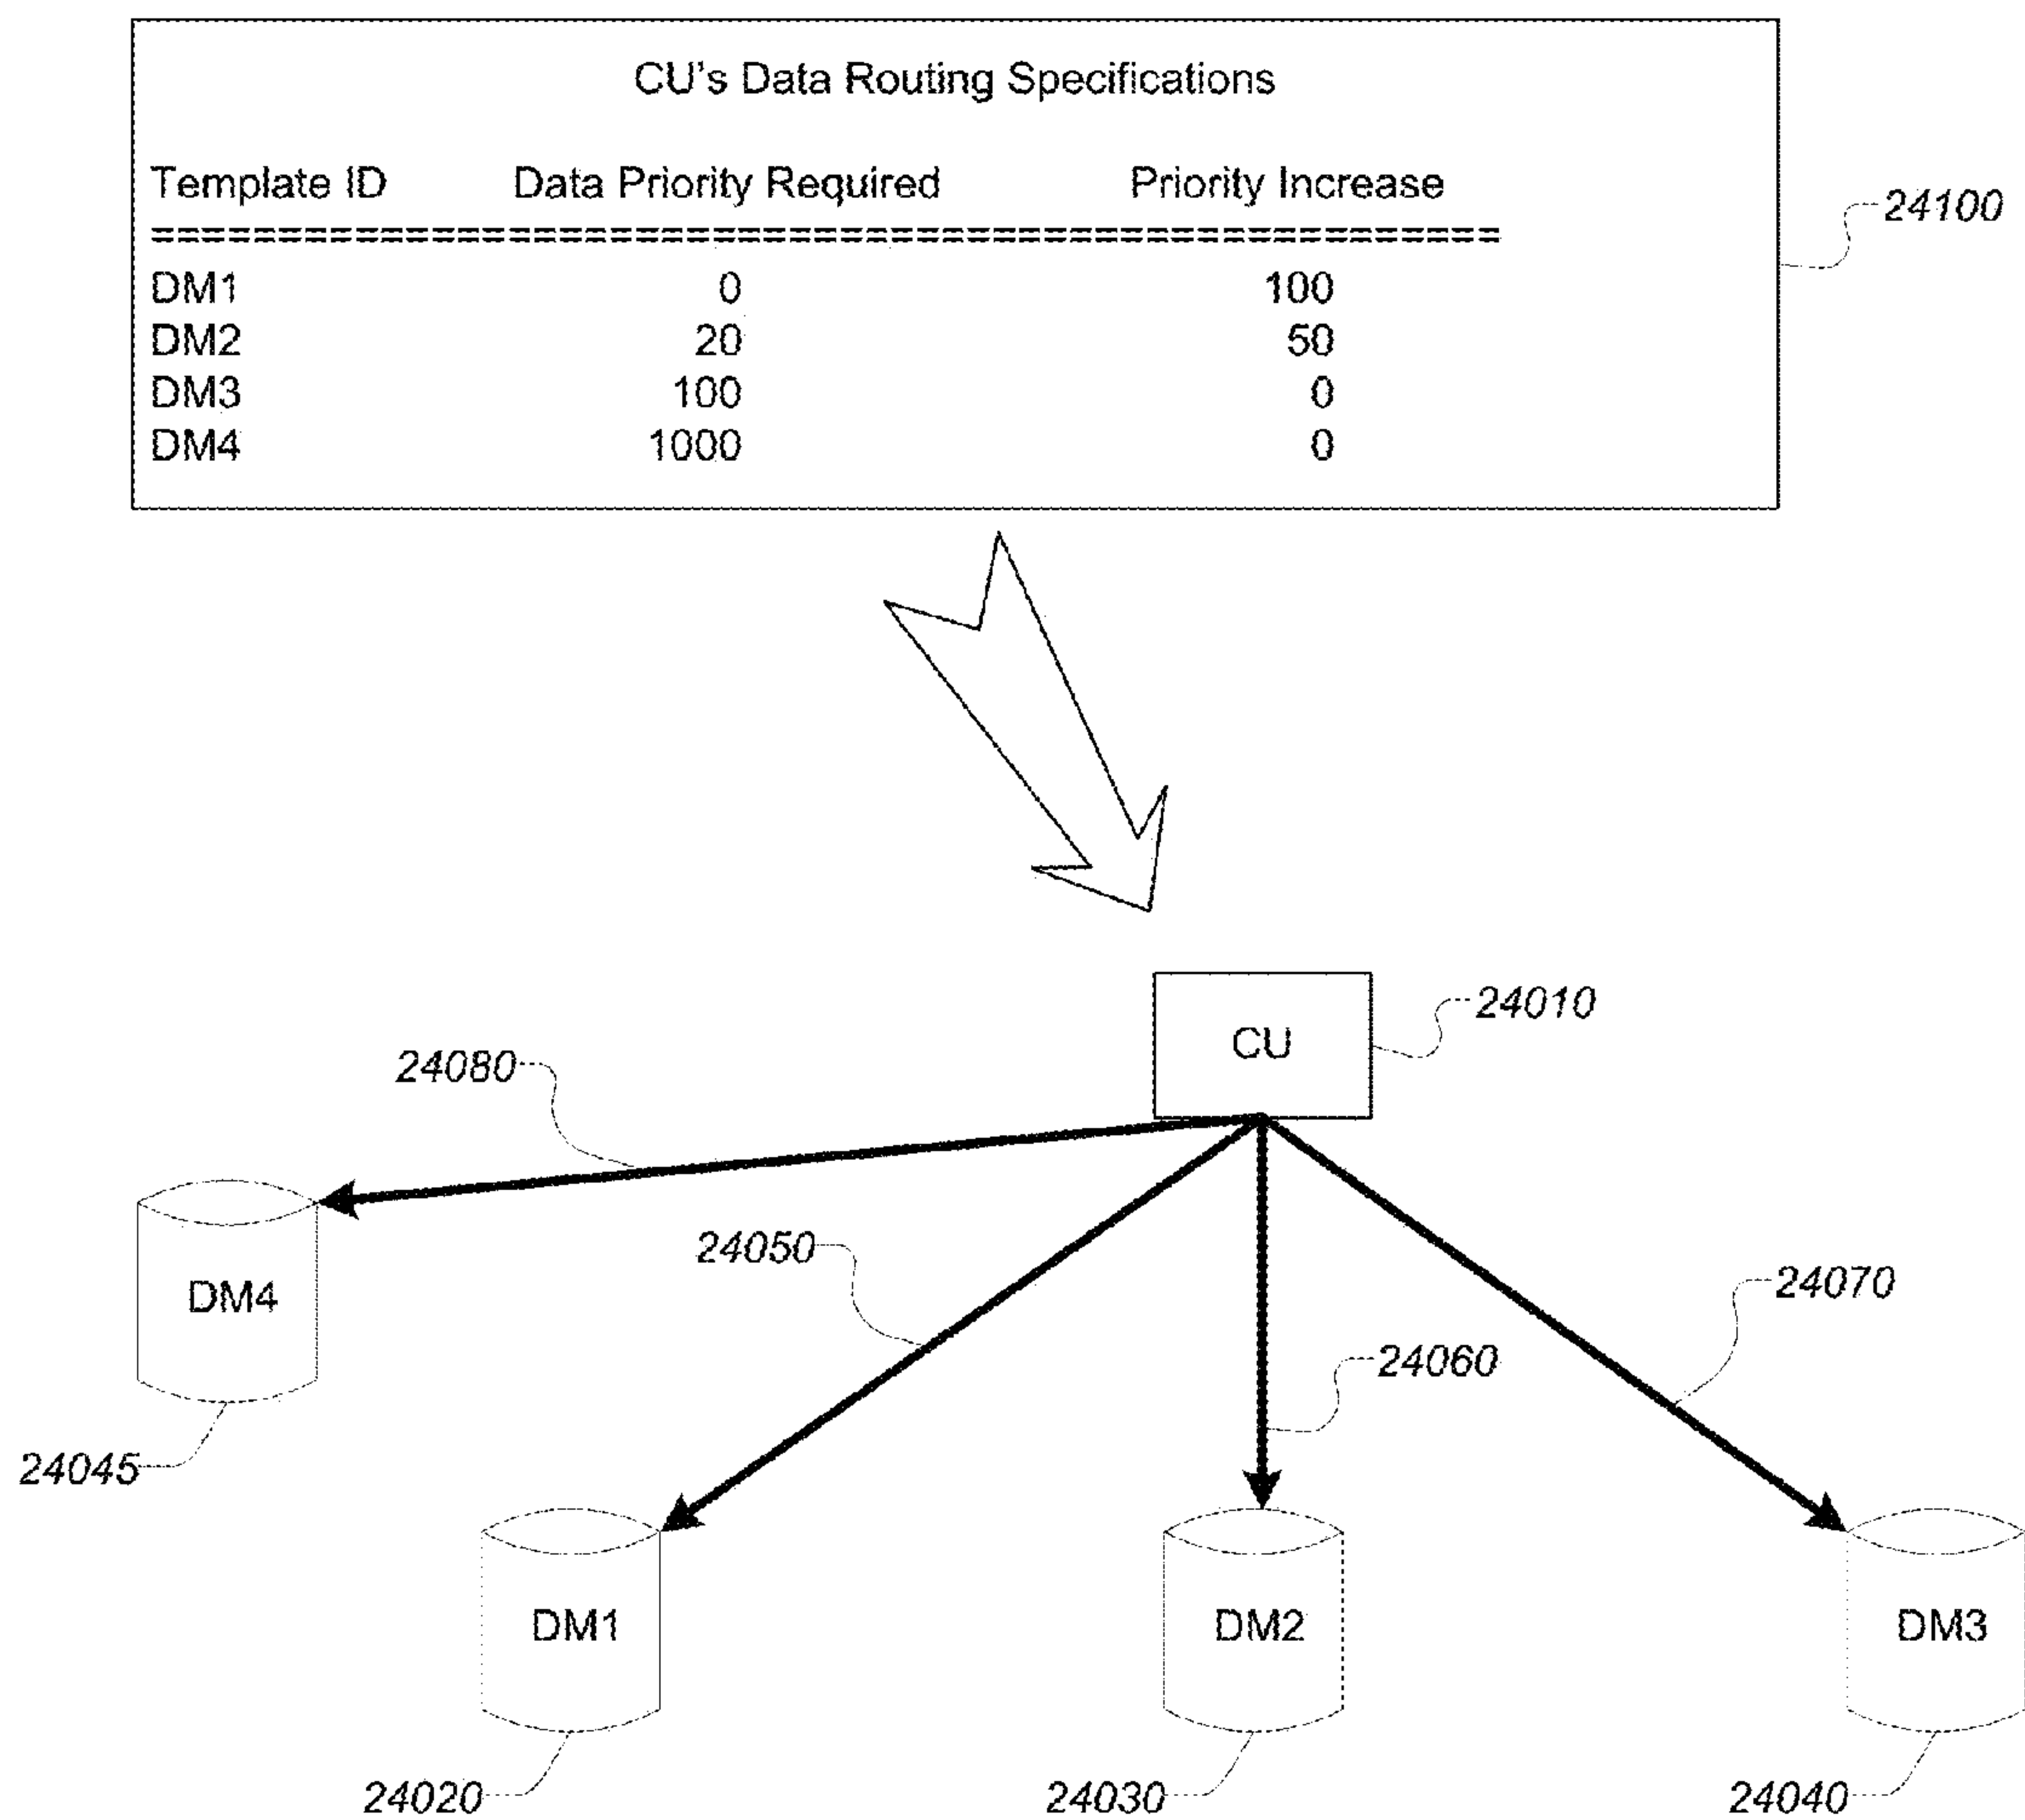 CU's Data Routing Specifications
Template ID Data Priority Required Priority Increase
=====================================================
DM1 0 100
DM2 20 50
DM3 100 0
DM4 1000 0
24100
CU
24010
24080
24050
24070
24060
DM4
24045
DM1
DM2
DM3
24020
24030
24040